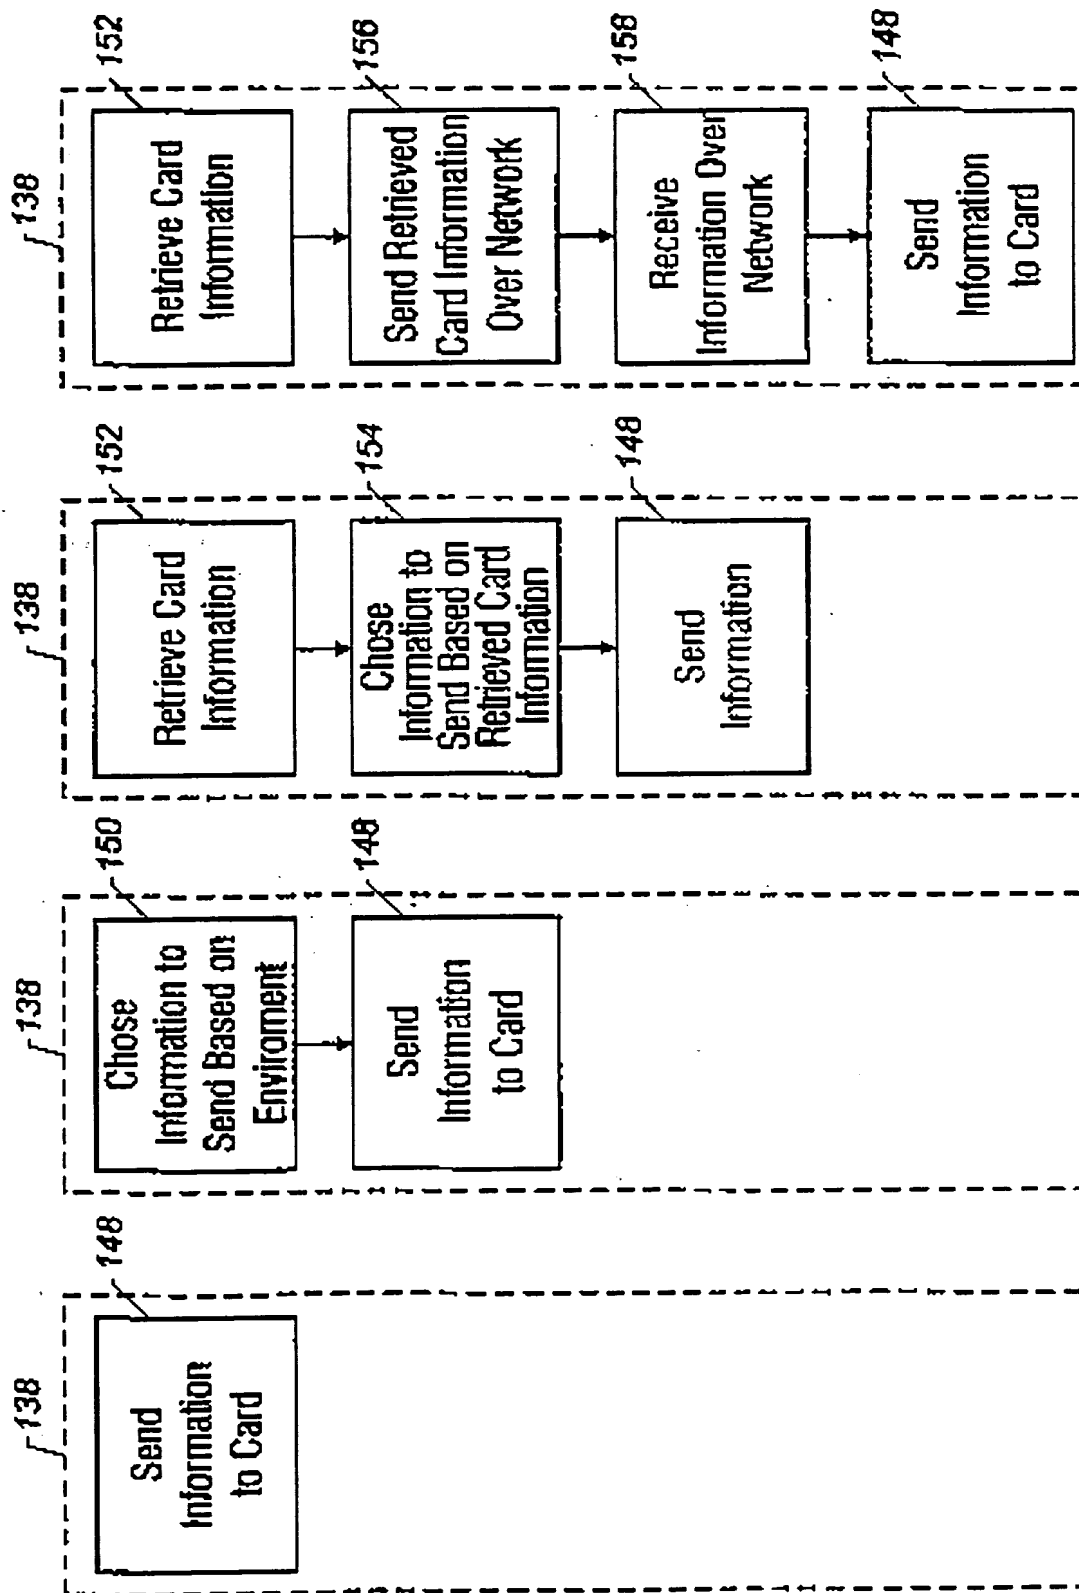 138
148
Send
Information
to Card
138
150
Chose
Information to
Send Based on
Enviroment
148
Send
Information
to Card
138
152
Retrieve Card
Information
154
Chose
Information to
Send Based on
Retrieved Card
Information
148
Send
Information
138
152
Retrieve Card
Information
156
Send Retrieved
Card Information
Over Network
158
Receive
Information Over
Network
148
Send
Information
to Card